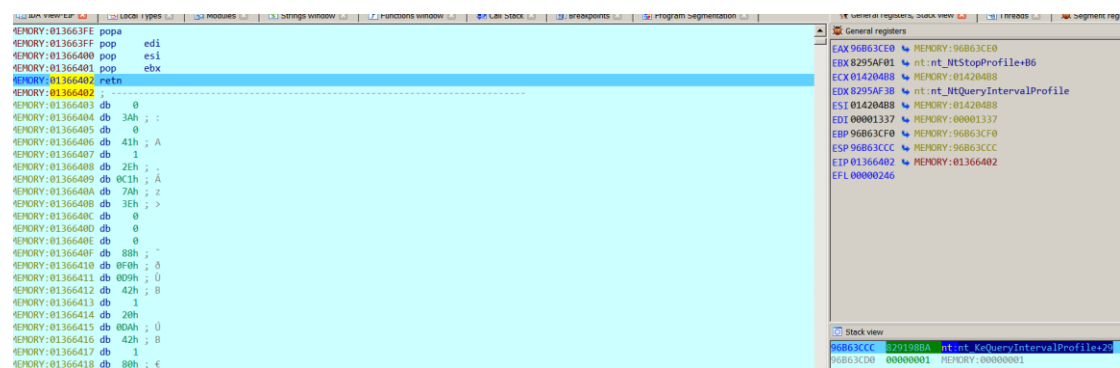 IDA View-EIP Local Types Modules Strings window Functions window Call Stack Breakpoints Program Segmentation General registers, Stack view Threads Segment reg
MEMORY:013663FE popa
MEMORY:013663FF pop edi
MEMORY:01366400 pop esi
MEMORY:01366401 pop ebx
MEMORY:01366402 retn
MEMORY:01366402 ; ---------------------------------------------------------------------------
MEMORY:01366403 db 0
MEMORY:01366404 db 3Ah ; :
MEMORY:01366405 db 0
MEMORY:01366406 db 41h ; A
MEMORY:01366407 db 1
MEMORY:01366408 db 2Eh ; .
MEMORY:01366409 db 0C1h ; Á
MEMORY:0136640A db 7Ah ; z
MEMORY:0136640B db 3Eh ; >
MEMORY:0136640C db 0
MEMORY:0136640D db 0
MEMORY:0136640E db 0
MEMORY:0136640F db 88h ; ˆ
MEMORY:01366410 db 0F0h ; ð
MEMORY:01366411 db 0D9h ; Ù
MEMORY:01366412 db 42h ; B
MEMORY:01366413 db 1
MEMORY:01366414 db 20h
MEMORY:01366415 db 0DAh ; Ú
MEMORY:01366416 db 42h ; B
MEMORY:01366417 db 1
MEMORY:01366418 db 80h ; €
General registers
EAX 96B63CE0 MEMORY:96B63CE0
EBX 8295AF01 nt:nt_NtStopProfile+B6
ECX 014204B8 MEMORY:014204B8
EDX 8295AF3B nt:nt_NtQueryIntervalProfile
ESI 014204B8 MEMORY:014204B8
EDI 00001337 MEMORY:00001337
EBP 96B63CF0 MEMORY:96B63CF0
ESP 96B63CCC MEMORY:96B63CCC
EIP 01366402 MEMORY:01366402
EFL 00000246
Stack view
96B63CCC 829198BA nt:nt_KeQueryIntervalProfile+29
96B63CD0 00000001 MEMORY:00000001